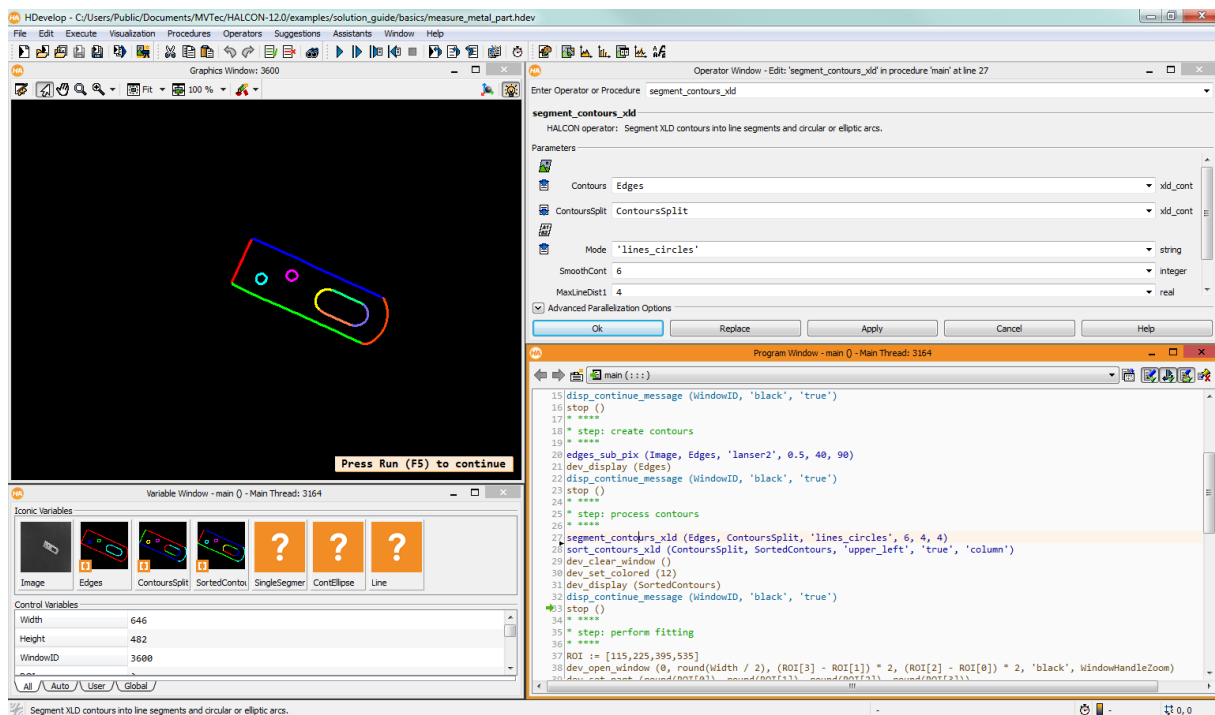 HDevelop - C:/Users/Public/Documents/MVTec/HALCON-12.0/examples/solution_guide/basics/measure_metal_part.hdev
File Edit Execute Visualization Procedures Operators Suggestions Assistants Window Help
Graphics Window: 3600
Fit 100 %
Press Run (F5) to continue
Operator Window - Edit: 'segment_contours_xld' in procedure 'main' at line 27
Enter Operator or Procedure segment_contours_xld
segment_contours_xld
HALCON operator: Segment XLD contours into line segments and circular or elliptic arcs.
Parameters
Contours Edges xld_cont
ContoursSplit ContoursSplit xld_cont
Mode 'lines_circles' string
SmoothCont 6 integer
MaxLineDist1 4 real
Advanced Parallelization Options
Ok Replace Apply Cancel Help
Variable Window - main () - Main Thread: 3164
Iconic Variables
Image Edges ContoursSplit SortedContou SingleSegmer ContEllipse Line
Control Variables
Width 646
Height 482
WindowID 3600
All Auto User Global
Program Window - main () - Main Thread: 3164
main (:::)
15 disp_continue_message (WindowID, 'black', 'true')
16 stop ()
17 * ****
18 * step: create contours
19 * ****
20 edges_sub_pix (Image, Edges, 'lanser2', 0.5, 40, 90)
21 dev_display (Edges)
22 disp_continue_message (WindowID, 'black', 'true')
23 stop ()
24 * ****
25 * step: process contours
26 * ****
27 segment_contours_xld (Edges, ContoursSplit, 'lines_circles', 6, 4, 4)
28 sort_contours_xld (ContoursSplit, SortedContours, 'upper_left', 'true', 'column')
29 dev_clear_window ()
30 dev_set_colored (12)
31 dev_display (SortedContours)
32 disp_continue_message (WindowID, 'black', 'true')
33 stop ()
34 * ****
35 * step: perform fitting
36 * ****
37 ROI := [115,225,395,535]
38 dev_open_window (0, round(Width / 2), (ROI[3] - ROI[1]) * 2, (ROI[2] - ROI[0]) * 2, 'black', WindowHandleZoom)
Segment XLD contours into line segments and circular or elliptic arcs.
- - 0, 0